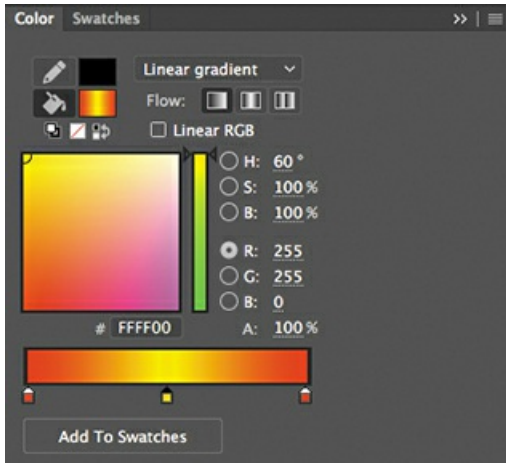 Color Swatches
Linear gradient
Flow:
Linear RGB
H: 60 °
S: 100 %
B: 100 %
R: 255
G: 255
B: 0
# FFFF00 A: 100 %
Add To Swatches